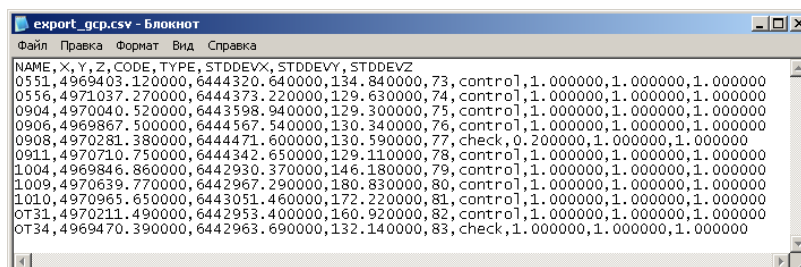 export_gcp.csv - Блокнот
Файл Правка Формат Вид Справка
NAME,X,Y,Z,CODE,TYPE,STDDEVX,STDDEVY,STDDEVZ
0551,4969403.120000,6444320.640000,134.840000,73,control,1.000000,1.000000,1.000000
0556,4971037.270000,6444373.220000,129.630000,74,control,1.000000,1.000000,1.000000
0904,4970040.520000,6443598.940000,129.300000,75,control,1.000000,1.000000,1.000000
0906,4969867.500000,6444567.540000,130.340000,76,control,1.000000,1.000000,1.000000
0908,4970281.380000,6444471.600000,130.590000,77,check,0.200000,1.000000,1.000000
0911,4970710.750000,6444342.650000,129.110000,78,control,1.000000,1.000000,1.000000
1004,4969846.860000,6442930.370000,146.180000,79,control,1.000000,1.000000,1.000000
1009,4970639.770000,6442967.290000,180.830000,80,control,1.000000,1.000000,1.000000
1010,4970965.650000,6443051.460000,172.220000,81,control,1.000000,1.000000,1.000000
ОТ31,4970211.490000,6442953.400000,160.920000,82,control,1.000000,1.000000,1.000000
ОТ34,4969470.390000,6442963.690000,132.140000,83,check,1.000000,1.000000,1.000000